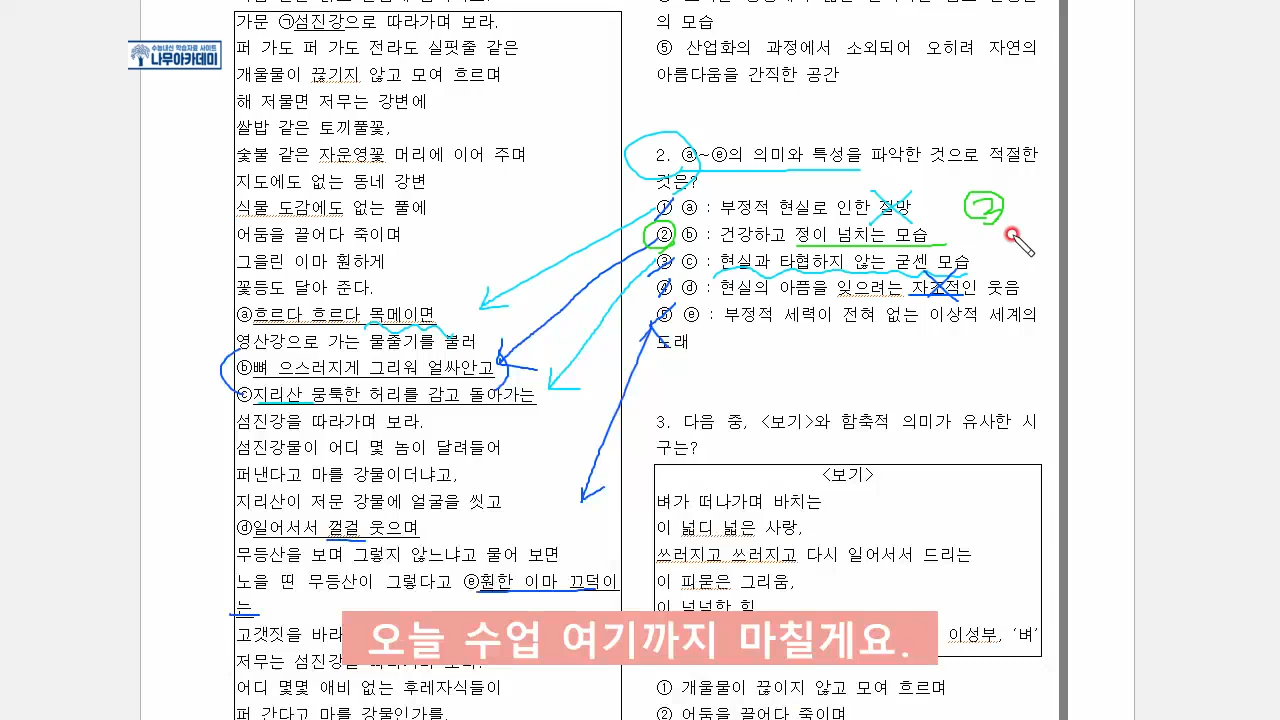 수능내신 학습자료 사이트
나무아카데미
가문 ㉠섬진강으로 따라가며 보라.
퍼 가도 퍼 가도 전라도 실핏줄 같은
개울물이 끊기지 않고 모여 흐르며
해 저물면 저무는 강변에
쌀밥 같은 토끼풀꽃,
숯불 같은 자운영꽃 머리에 이어 주며
지도에도 없는 동네 강변
식물 도감에도 없는 풀에
어둠을 끌어다 죽이며
그을린 이마 훤하게
꽃등도 달아 준다.
ⓐ흐르다 흐르다 목메이면
영산강으로 가는 물줄기를 불러
ⓑ뼈 으스러지게 그리워 얼싸안고
ⓒ지리산 뭉툭한 허리를 감고 돌아가는
섬진강을 따라가며 보라.
섬진강물이 어디 몇 놈이 달려들어
퍼낸다고 마를 강물이더냐고,
지리산이 저문 강물에 얼굴을 씻고
ⓓ일어서서 껄껄 웃으며
무등산을 보며 그렇지 않느냐고 물어 보면
노을 띤 무등산이 그렇다고 ⓔ훤한 이마 끄덕이
는
고갯짓을 바라
저무는 섬진강을
어디 몇몇 애비 없는 후레자식들이
퍼 간다고 마를 강물인가를.
의 모습
⑤ 산업화의 과정에서 되어 오히려 자연의
아름다움을 간직한 공간
2. ⓐ~ⓔ의 의미와 특성을 파악한 것으로 적절한
것은?
① ⓐ : 부정적 현실로 인한 절망
② ⓑ : 건강하고 정이 넘치는 모습
③ ⓒ : 현실과 타협하지 않는 굳센 모습
④ ⓓ : 현실의 아픔을 잊으려는 자조적인 웃음
⑤ ⓔ : 부정적 세력이 전혀 없는 이상적 세계의
노래
②
3. 다음 중, <보기>와 함축적 의미가 유사한 시
구는?
<보기>
벼가 떠나가며 바치는
이 넓디 넓은 사랑,
쓰러지고 쓰러지고 다시 일어서서 드리는
이 피묻은 그리움,
이 넉넉한 힘
이성부, '벼'
① 개울물이 끊이지 않고 모여 흐르며
② 어둠을 끌어다 죽이며
오늘 수업 여기까지 마칠게요.